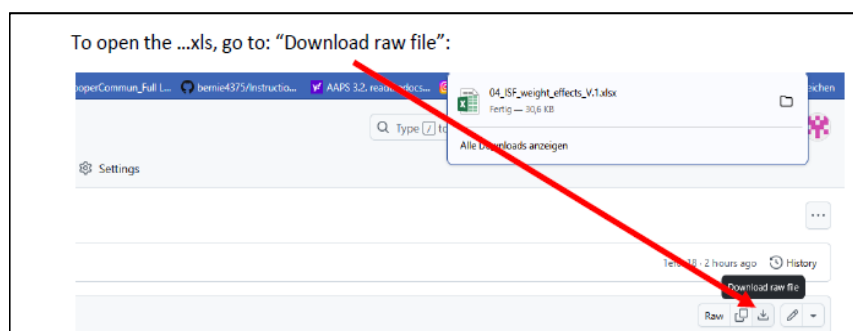 To open the ...xls, go to: “Download raw file”:
ooperCommun_Full L... bernie4375/Instructio... AAPS 3.2, readthedocs... eichen
04_ISF_weight_effects_V.1.xlsx
Fertig — 30,6 KB
Q Type / to
Alle Downloads anzeigen
Settings
...
2 hours ago History
Download raw file
Raw